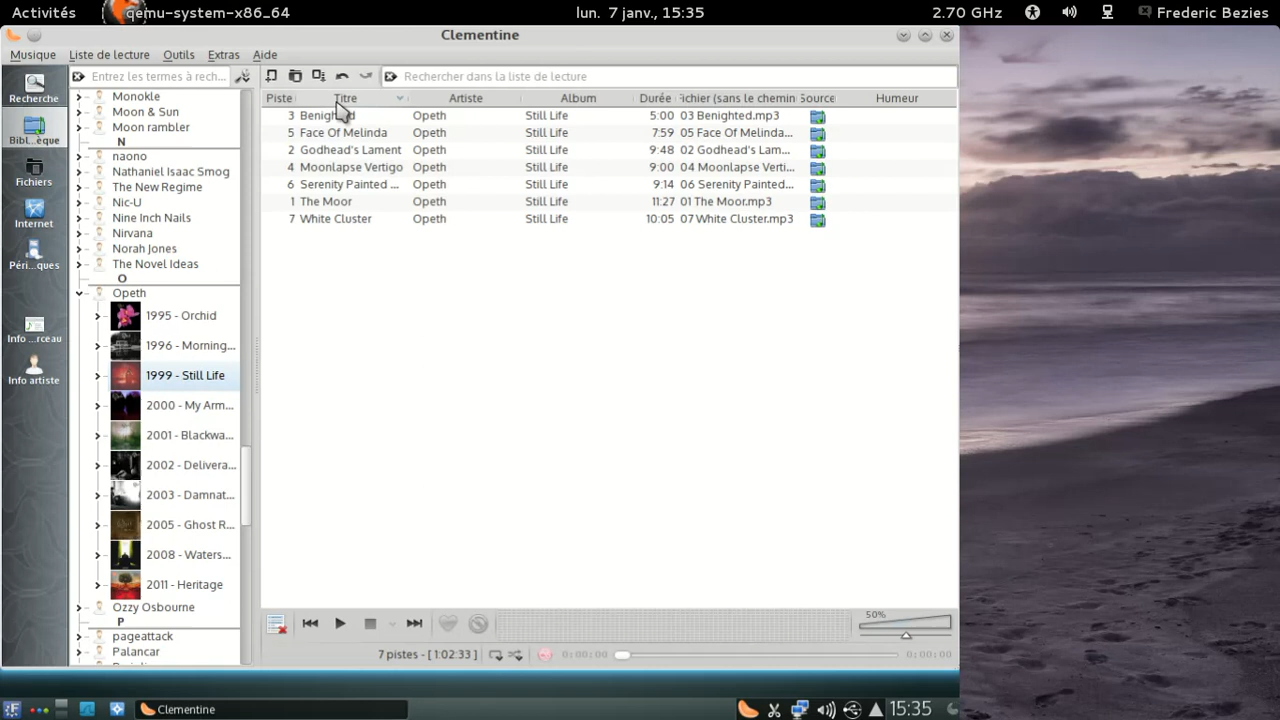 Activités qemu-system-x86_64 lun. 7 janv., 15:35 2.70 GHz Frederic Bezies
Clementine
Musique Liste de lecture Outils Extras Aide
Entrez les termes à rech...
Rechercher dans la liste de lecture
Recherche
Bibl...èque
Fichiers
Internet
Péri...ques
Info ...rceau
Info artiste
Monokle
Moon & Sun
Moon rambler
N
naono
Nathaniel Isaac Smog
The New Regime
Nic-U
Nine Inch Nails
Nirvana
Norah Jones
The Novel Ideas
O
Opeth
1995 - Orchid
1996 - Morning...
1999 - Still Life
2000 - My Arm...
2001 - Blackwa...
2002 - Delivera...
2003 - Damnat...
2005 - Ghost R...
2008 - Waters...
2011 - Heritage
Ozzy Osbourne
P
pageattack
Palancar
Piste Titre Artiste Album Durée Fichier (sans le chemin Source Humeur
3 Benighted Opeth Still Life 5:00 03 Benighted.mp3
5 Face Of Melinda Opeth Still Life 7:59 05 Face Of Melinda...
2 Godhead's Lament Opeth Still Life 9:48 02 Godhead's Lam...
4 Moonlapse Vertigo Opeth Still Life 9:00 04 Moonlapse Verti...
6 Serenity Painted ... Opeth Still Life 9:14 06 Serenity Painted...
1 The Moor Opeth Still Life 11:27 01 The Moor.mp3
7 White Cluster Opeth Still Life 10:05 07 White Cluster.mp3
50%
7 pistes - [ 1:02:33 ] 0:00:00 0:00:00
Clementine 15:35